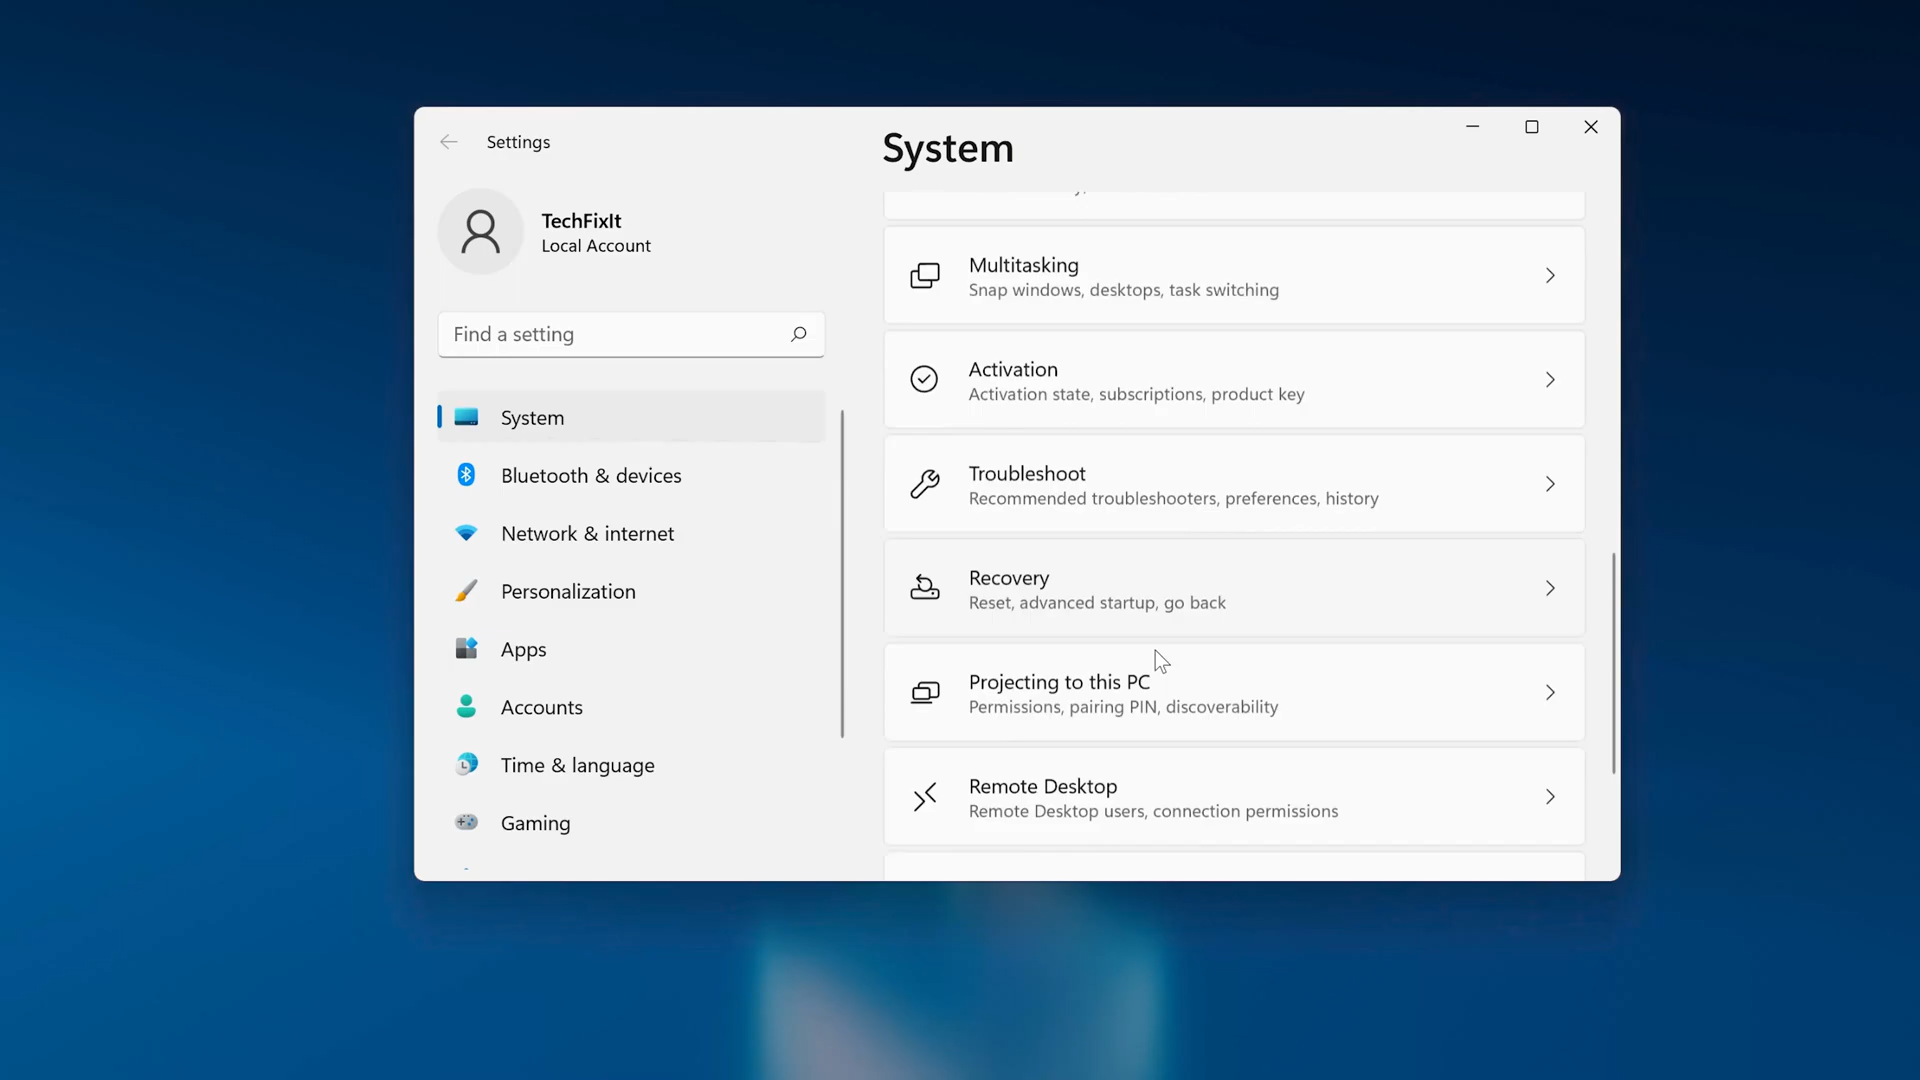 Settings
TechFixIt
Local Account
Find a setting
System
Bluetooth & devices
Network & internet
Personalization
Apps
Accounts
Time & language
Gaming
System
Multitasking
Snap windows, desktops, task switching
Activation
Activation state, subscriptions, product key
Troubleshoot
Recommended troubleshooters, preferences, history
Recovery
Reset, advanced startup, go back
Projecting to this PC
Permissions, pairing PIN, discoverability
Remote Desktop
Remote Desktop users, connection permissions